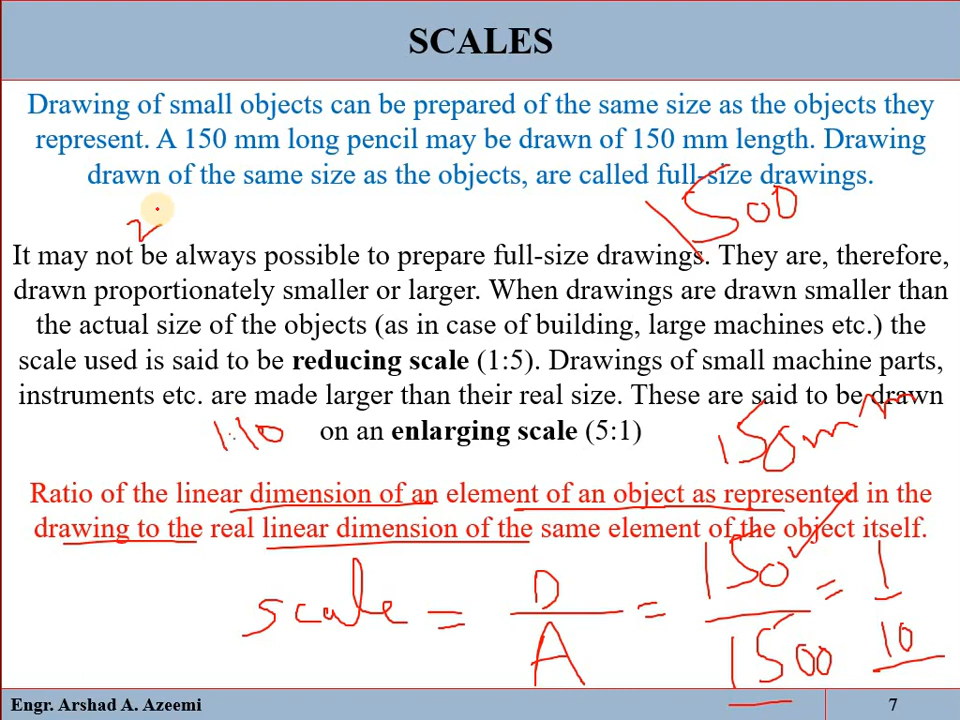 SCALES
Drawing of small objects can be prepared of the same size as the objects they
represent. A 150 mm long pencil may be drawn of 150 mm length. Drawing
drawn of the same size as the objects, are called full-size drawings.
2
1500
It may not be always possible to prepare full-size drawings. They are, therefore,
drawn proportionately smaller or larger. When drawings are drawn smaller than
the actual size of the objects (as in case of building, large machines etc.) the
scale used is said to be reducing scale (1:5). Drawings of small machine parts,
instruments etc. are made larger than their real size. These are said to be drawn
on an enlarging scale (5:1)
1:10
150mm
Ratio of the linear dimension of an element of an object as represented in the
drawing to the real linear dimension of the same element of the object itself.
scale = D / A = 150 / 1500 = 1 / 10
Engr. Arshad A. Azeemi 7